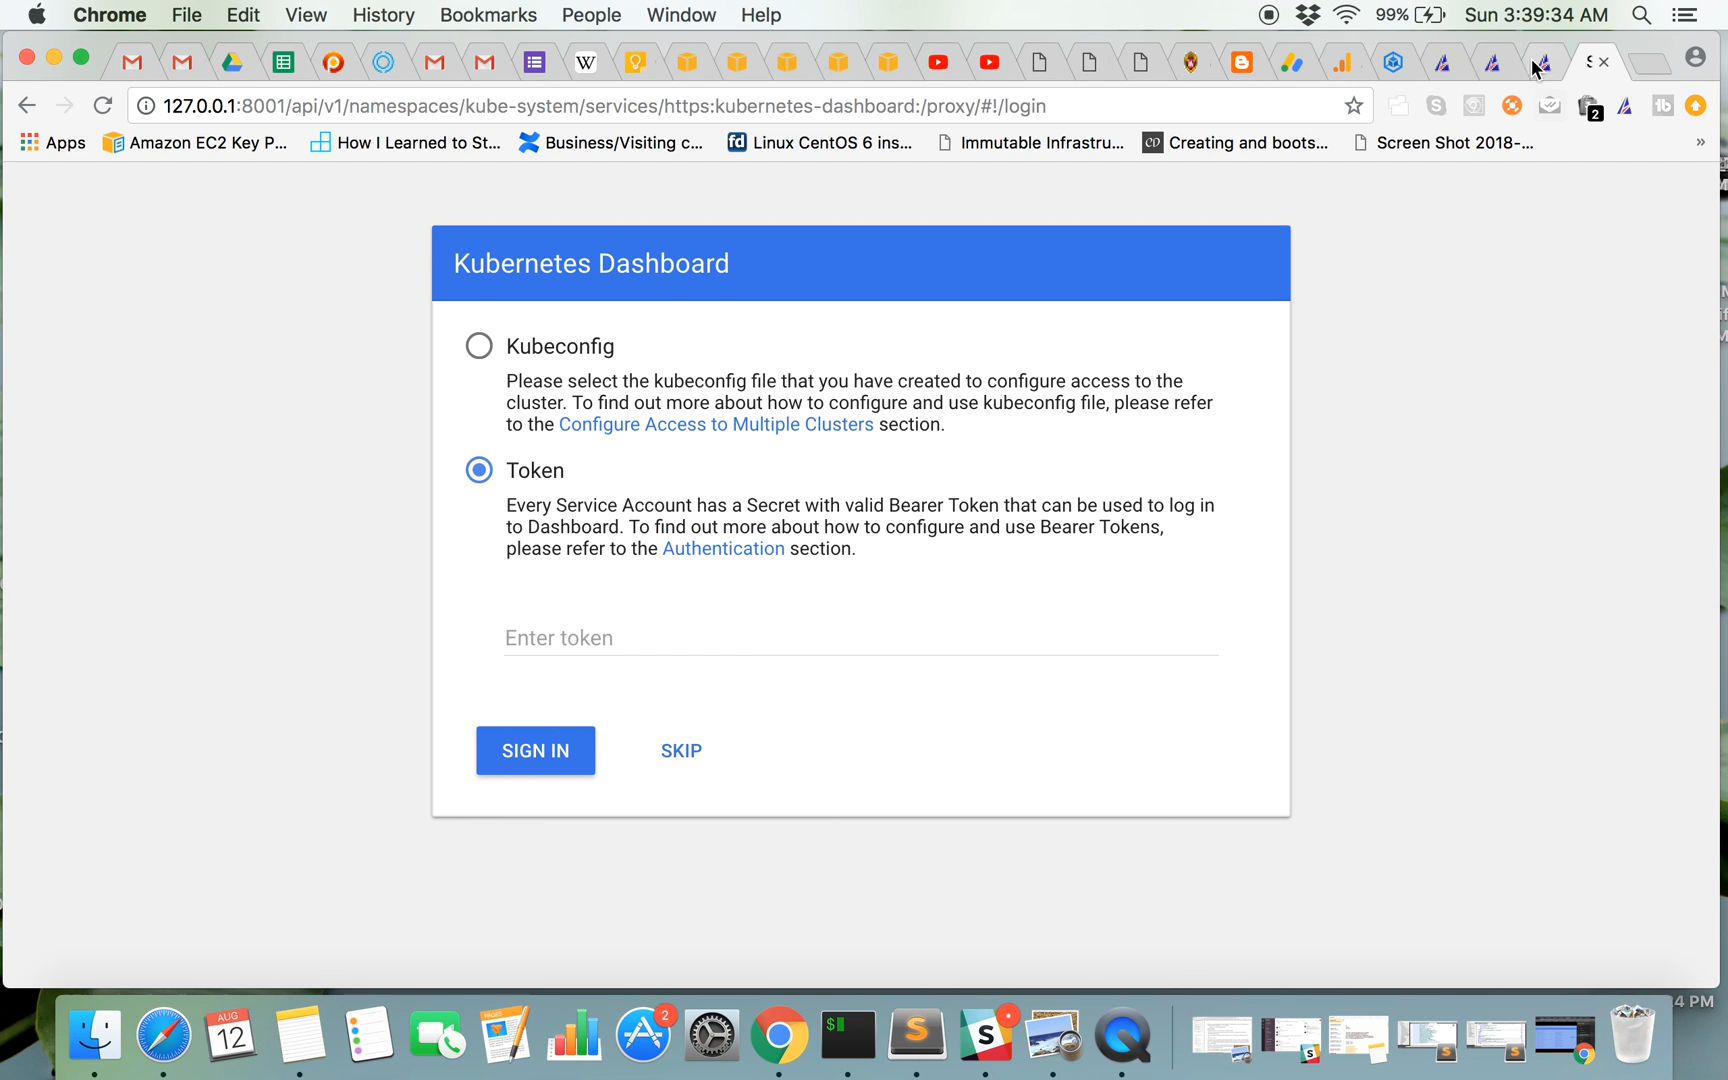 Chrome File Edit View History Bookmarks People Window Help 99% Sun 3:39:34 AM
127.0.0.1:8001/api/v1/namespaces/kube-system/services/https:kubernetes-dashboard:/proxy/#!/login
2
Apps Amazon EC2 Key P... How I Learned to St... Business/Visiting c... Linux CentOS 6 ins... Immutable Infrastru... Creating and boots... Screen Shot 2018-... »
Kubernetes Dashboard
Kubeconfig
Please select the kubeconfig file that you have created to configure access to the
cluster. To find out more about how to configure and use kubeconfig file, please refer
to the Configure Access to Multiple Clusters section.
Token
Every Service Account has a Secret with valid Bearer Token that can be used to log in
to Dashboard. To find out more about how to configure and use Bearer Tokens,
please refer to the Authentication section.
Enter token
SIGN IN SKIP
4 PM
AUG
12
PAGES
2
$